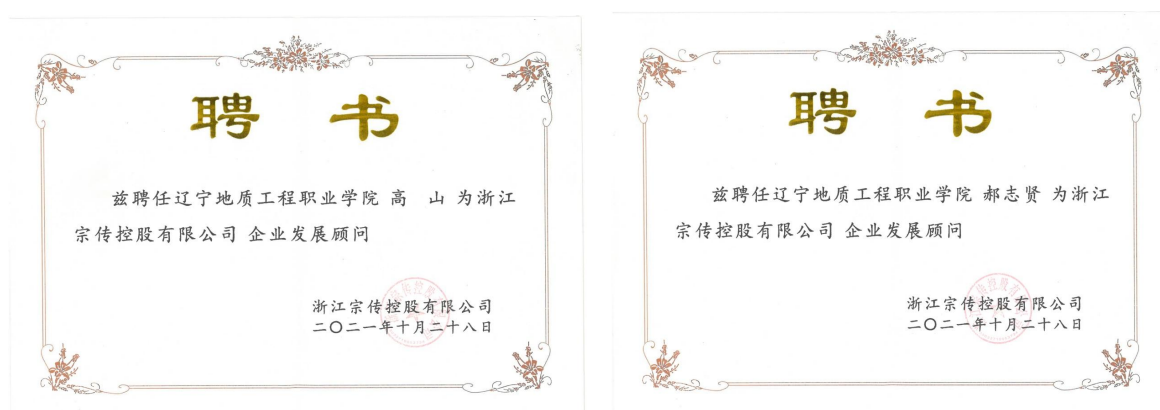 聘 书
兹聘任辽宁地质工程职业学院 高 山 为浙江
宗传控股有限公司 企业发展顾问
浙江宗传控股有限公司
二〇二一年十月二十八日
聘 书
兹聘任辽宁地质工程职业学院 郝志贤 为浙江
宗传控股有限公司 企业发展顾问
浙江宗传控股有限公司
二〇二一年十月二十八日